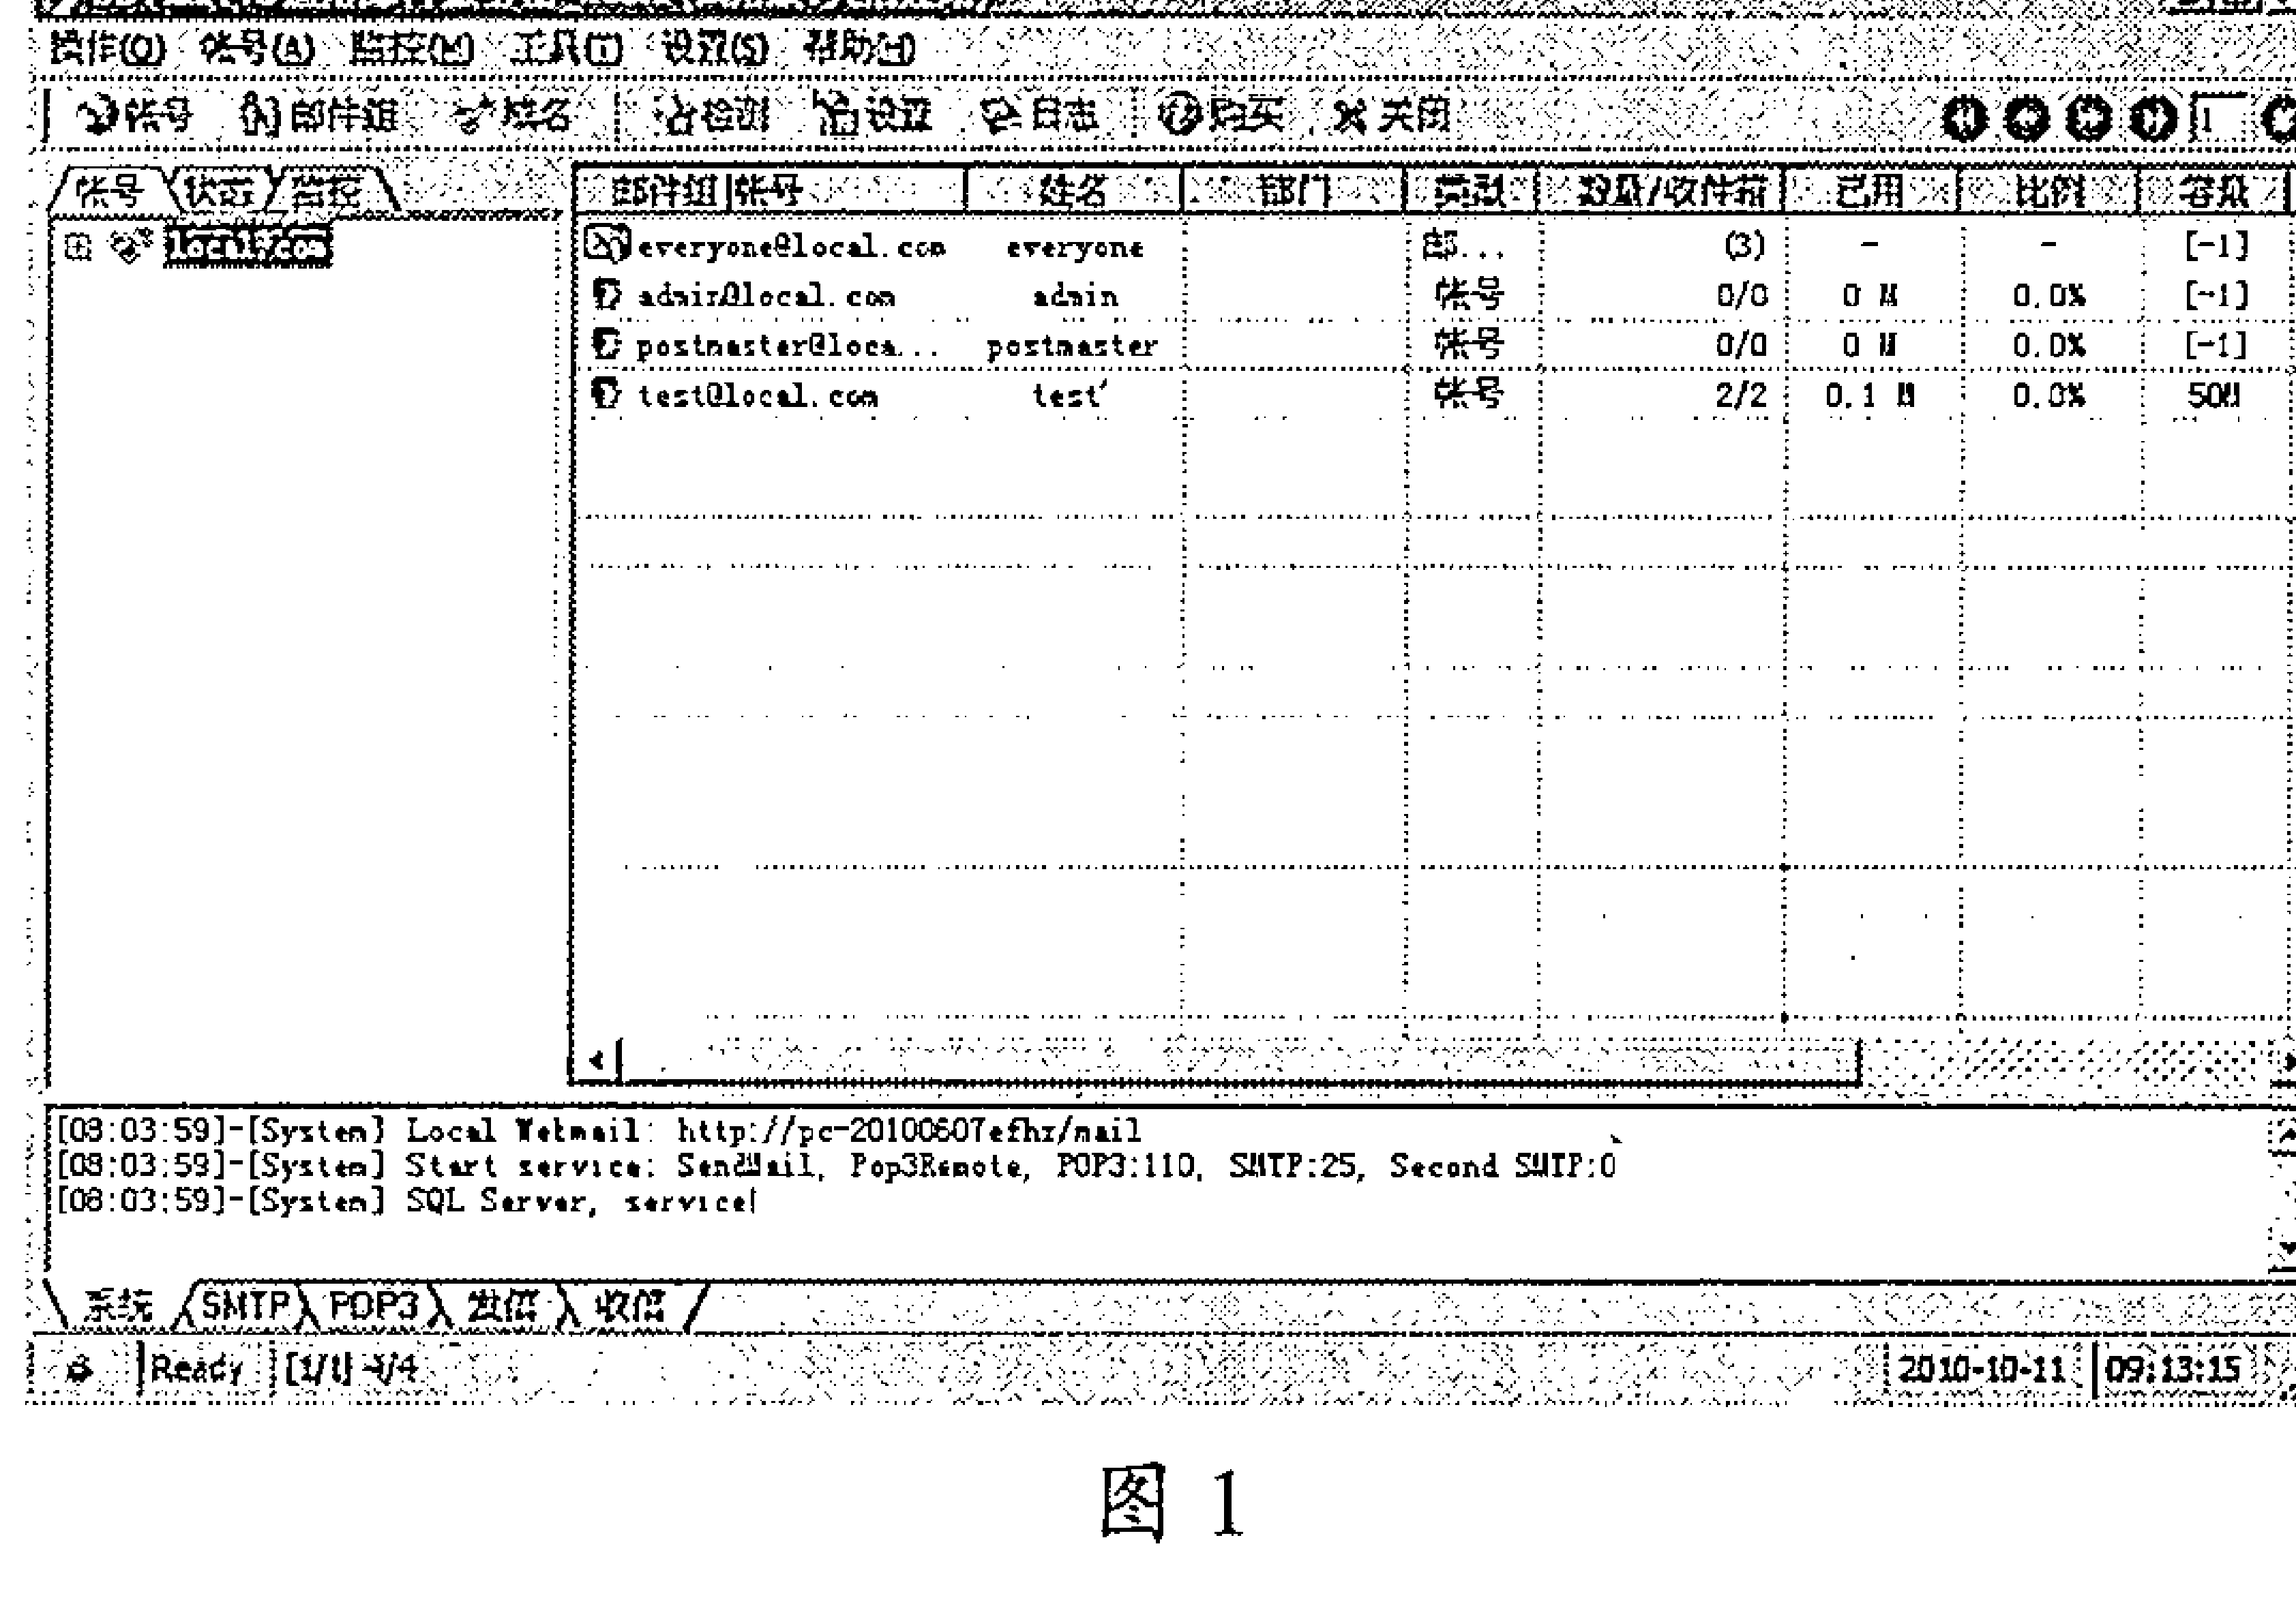 操作(O) 帐号(A) 监控(M) 工具(T) 设置(S) 帮助(H)
帐号 邮件组 姓名 检测 设置 日志 购买 关闭 1
帐号 状态 监控
local.com
邮件组|帐号 姓名 部门 类型 数量/收件箱 已用 比例 容量
everyone@local.com everyone 邮... (3) - - [-1]
admin@local.com admin 帐号 0/0 0 M 0.0% [-1]
postmaster@loca... postmaster 帐号 0/0 0 M 0.0% [-1]
test@local.com test 帐号 2/2 0.1 M 0.0% 50M
[08:03:59]-[System] Local Webmail: http://pc-20100607efhz/mail
[08:03:59]-[System] Start service: SendMail, Pop3Remote, POP3:110, SMTP:25, Second SMTP:0
[08:03:59]-[System] SQL Server, service!
系统 SMTP POP3 发信 收信
Ready [1/1] 4/4 2010-10-11 09:13:15
图 1